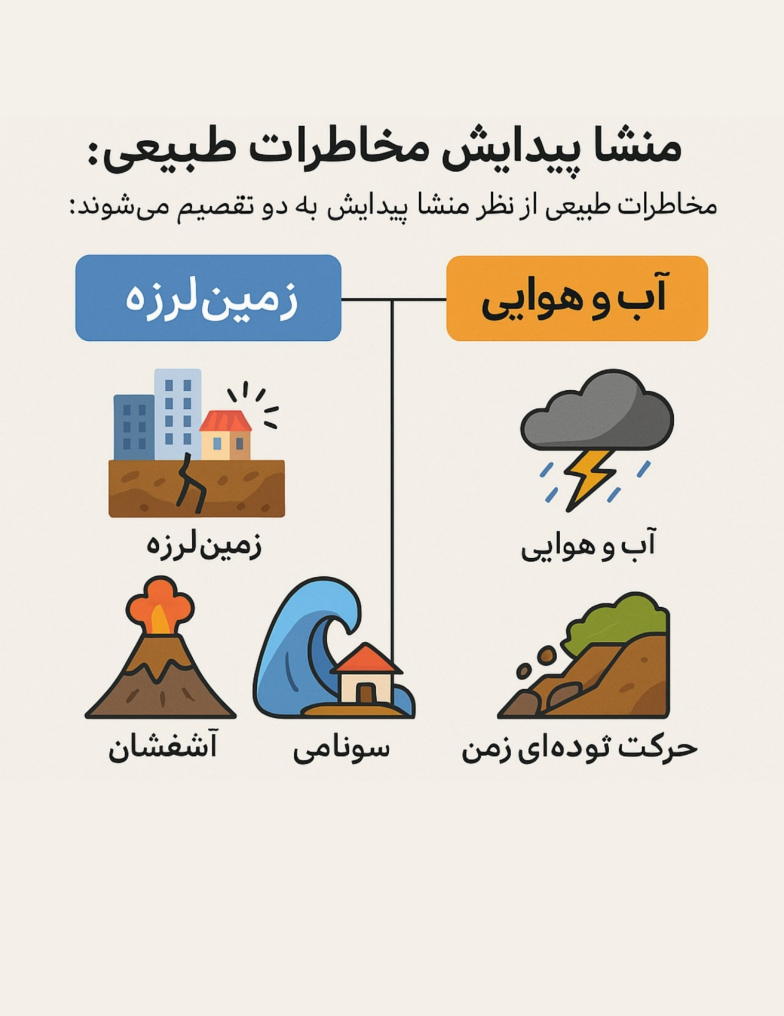 منشا پیدایش مخاطرات طبیعی:
مخاطرات طبیعی از نظر منشا پیدایش به دو تقصیم می‌شوند:
آب و هوایی
زمین‌لرزه
آب و هوایی
زمین‌لرزه
حرکت ثوده‌ای زمن
سونامی
آشفشان